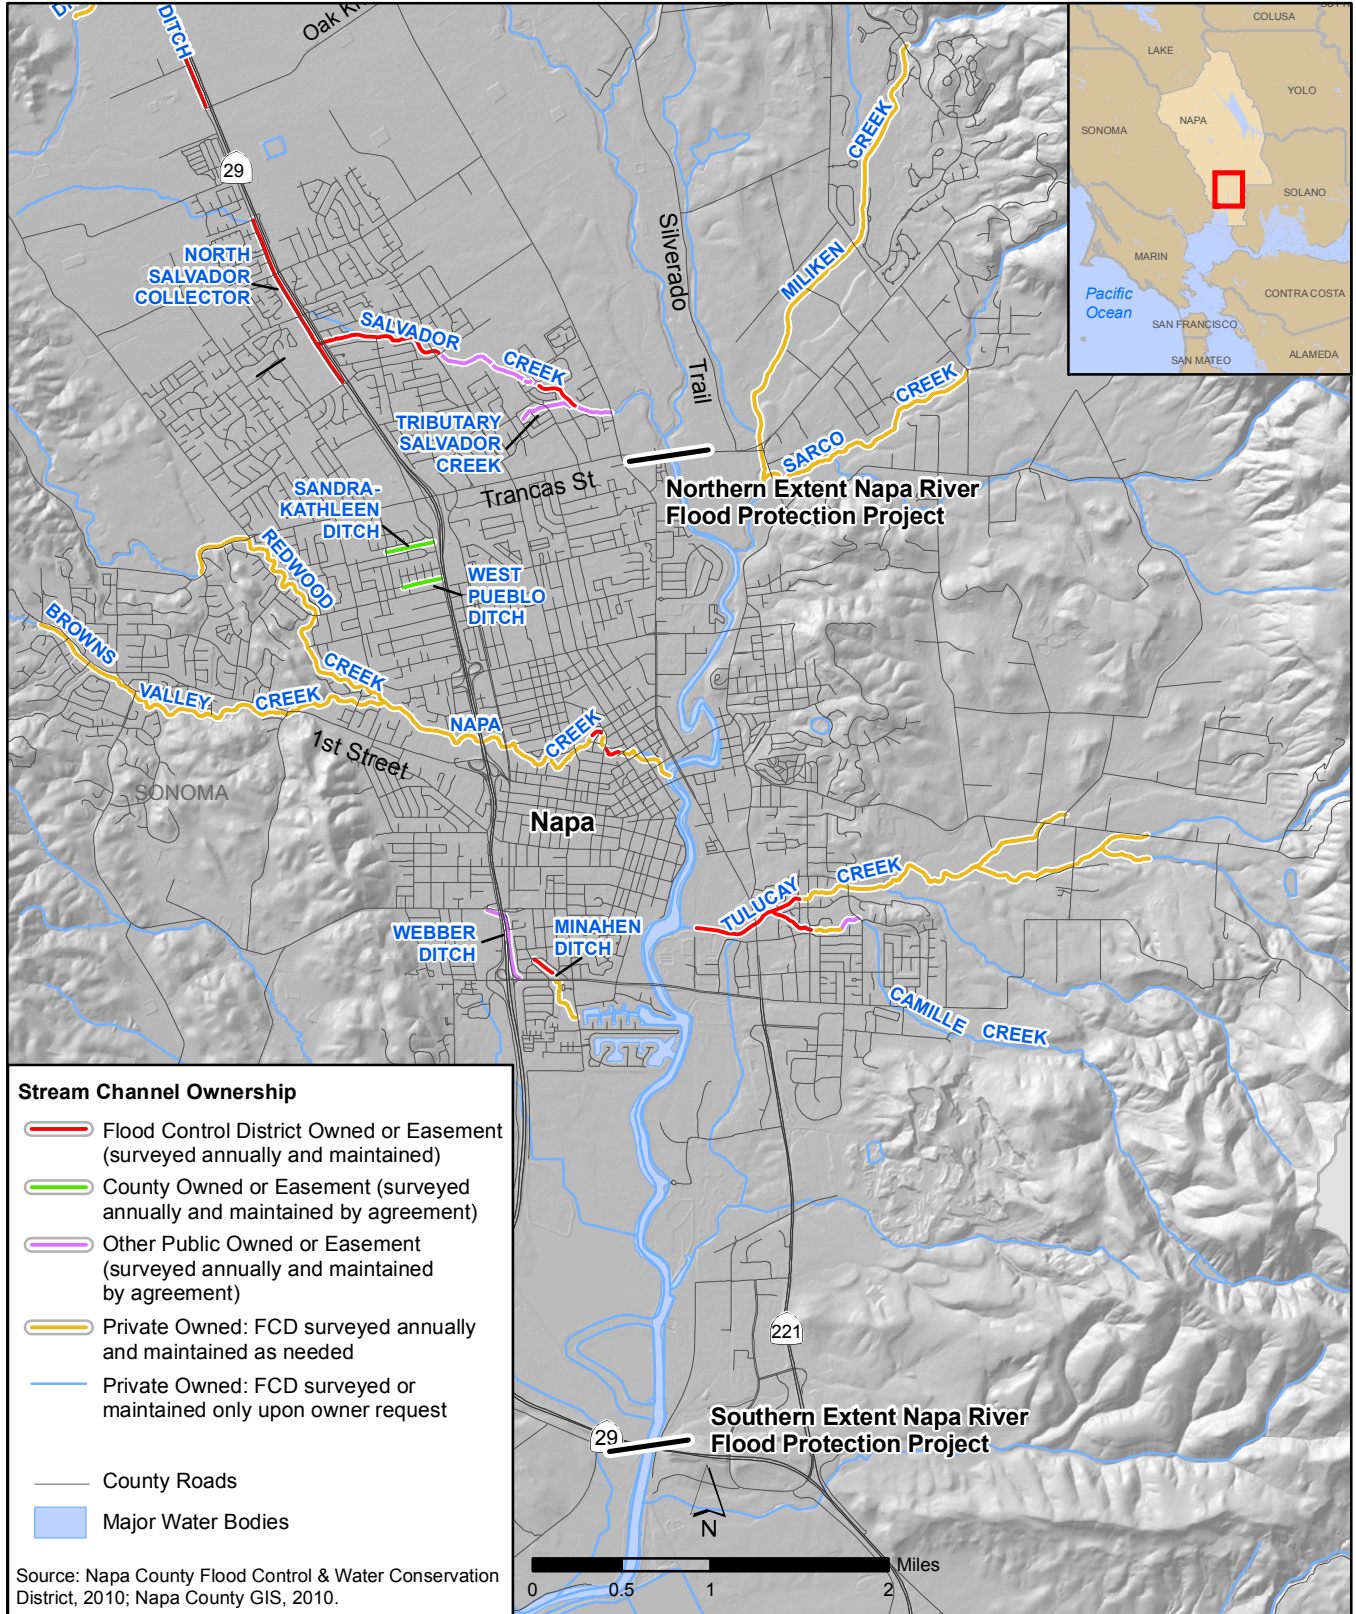 DITCH
Oak Kn
COLUSA
LAKE
YOLO
NAPA
SONOMA
SOLANO
MARIN
Pacific
Ocean
CONTRA COSTA
SAN FRANCISCO
SAN MATEO
ALAMEDA
29
CREEK
MILIKEN
Silverado
Trail
NORTH
SALVADOR
COLLECTOR
SALVADOR
CREEK
CREEK
SARCO
TRIBUTARY
SALVADOR
CREEK
Trancas St
Northern Extent Napa River
Flood Protection Project
SANDRA-
KATHLEEN
DITCH
REDWOOD
CREEK
WEST
PUEBLO
DITCH
BROWNS
VALLEY CREEK
NAPA CREEK
1st Street
SONOMA
Napa
TULUCAY CREEK
WEBBER
DITCH
MINAHEN
DITCH
CAMILLE CREEK
Stream Channel Ownership
Flood Control District Owned or Easement
(surveyed annually and maintained)
County Owned or Easement (surveyed
annually and maintained by agreement)
Other Public Owned or Easement
(surveyed annually and maintained
by agreement)
Private Owned: FCD surveyed annually
and maintained as needed
Private Owned: FCD surveyed or
maintained only upon owner request
County Roads
Major Water Bodies
Source: Napa County Flood Control & Water Conservation
District, 2010; Napa County GIS, 2010.
221
29
Southern Extent Napa River
Flood Protection Project
N
Miles
0 0.5 1 2